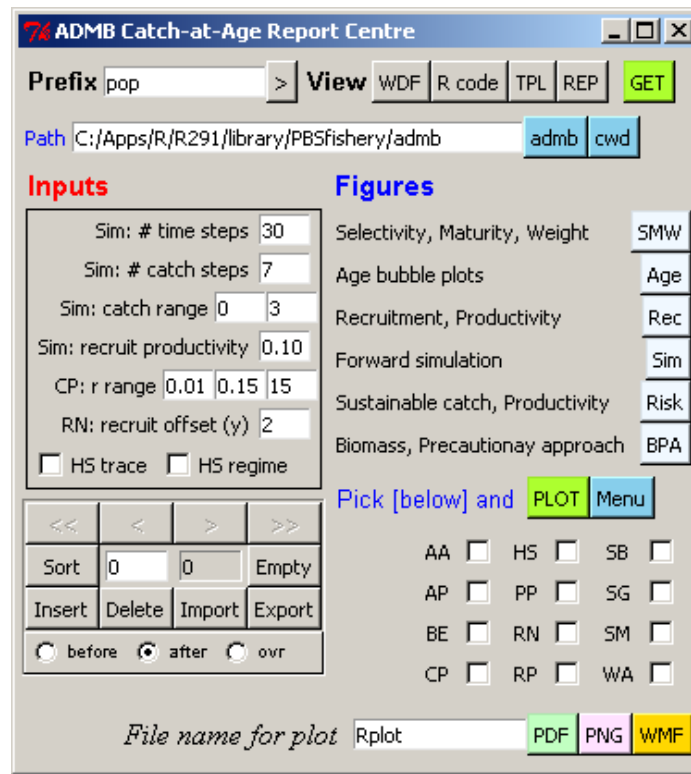 7% ADMB Catch-at-Age Report Centre
Prefix pop > View WDF R code TPL REP GET
Path C:/Apps/R/R291/library/PBSfishery/admb admb cwd
Inputs
Sim: # time steps 30
Sim: # catch steps 7
Sim: catch range 0 3
Sim: recruit productivity 0.10
CP: r range 0.01 0.15 15
RN: recruit offset (y) 2
HS trace HS regime
<< < > >>
Sort 0 0 Empty
Insert Delete Import Export
before after ovr
Figures
Selectivity, Maturity, Weight SMW
Age bubble plots Age
Recruitment, Productivity Rec
Forward simulation Sim
Sustainable catch, Productivity Risk
Biomass, Precautionay approach BPA
Pick [below] and PLOT Menu
AA HS SB
AP PP SG
BE RN SM
CP RP WA
File name for plot Rplot PDF PNG WMF